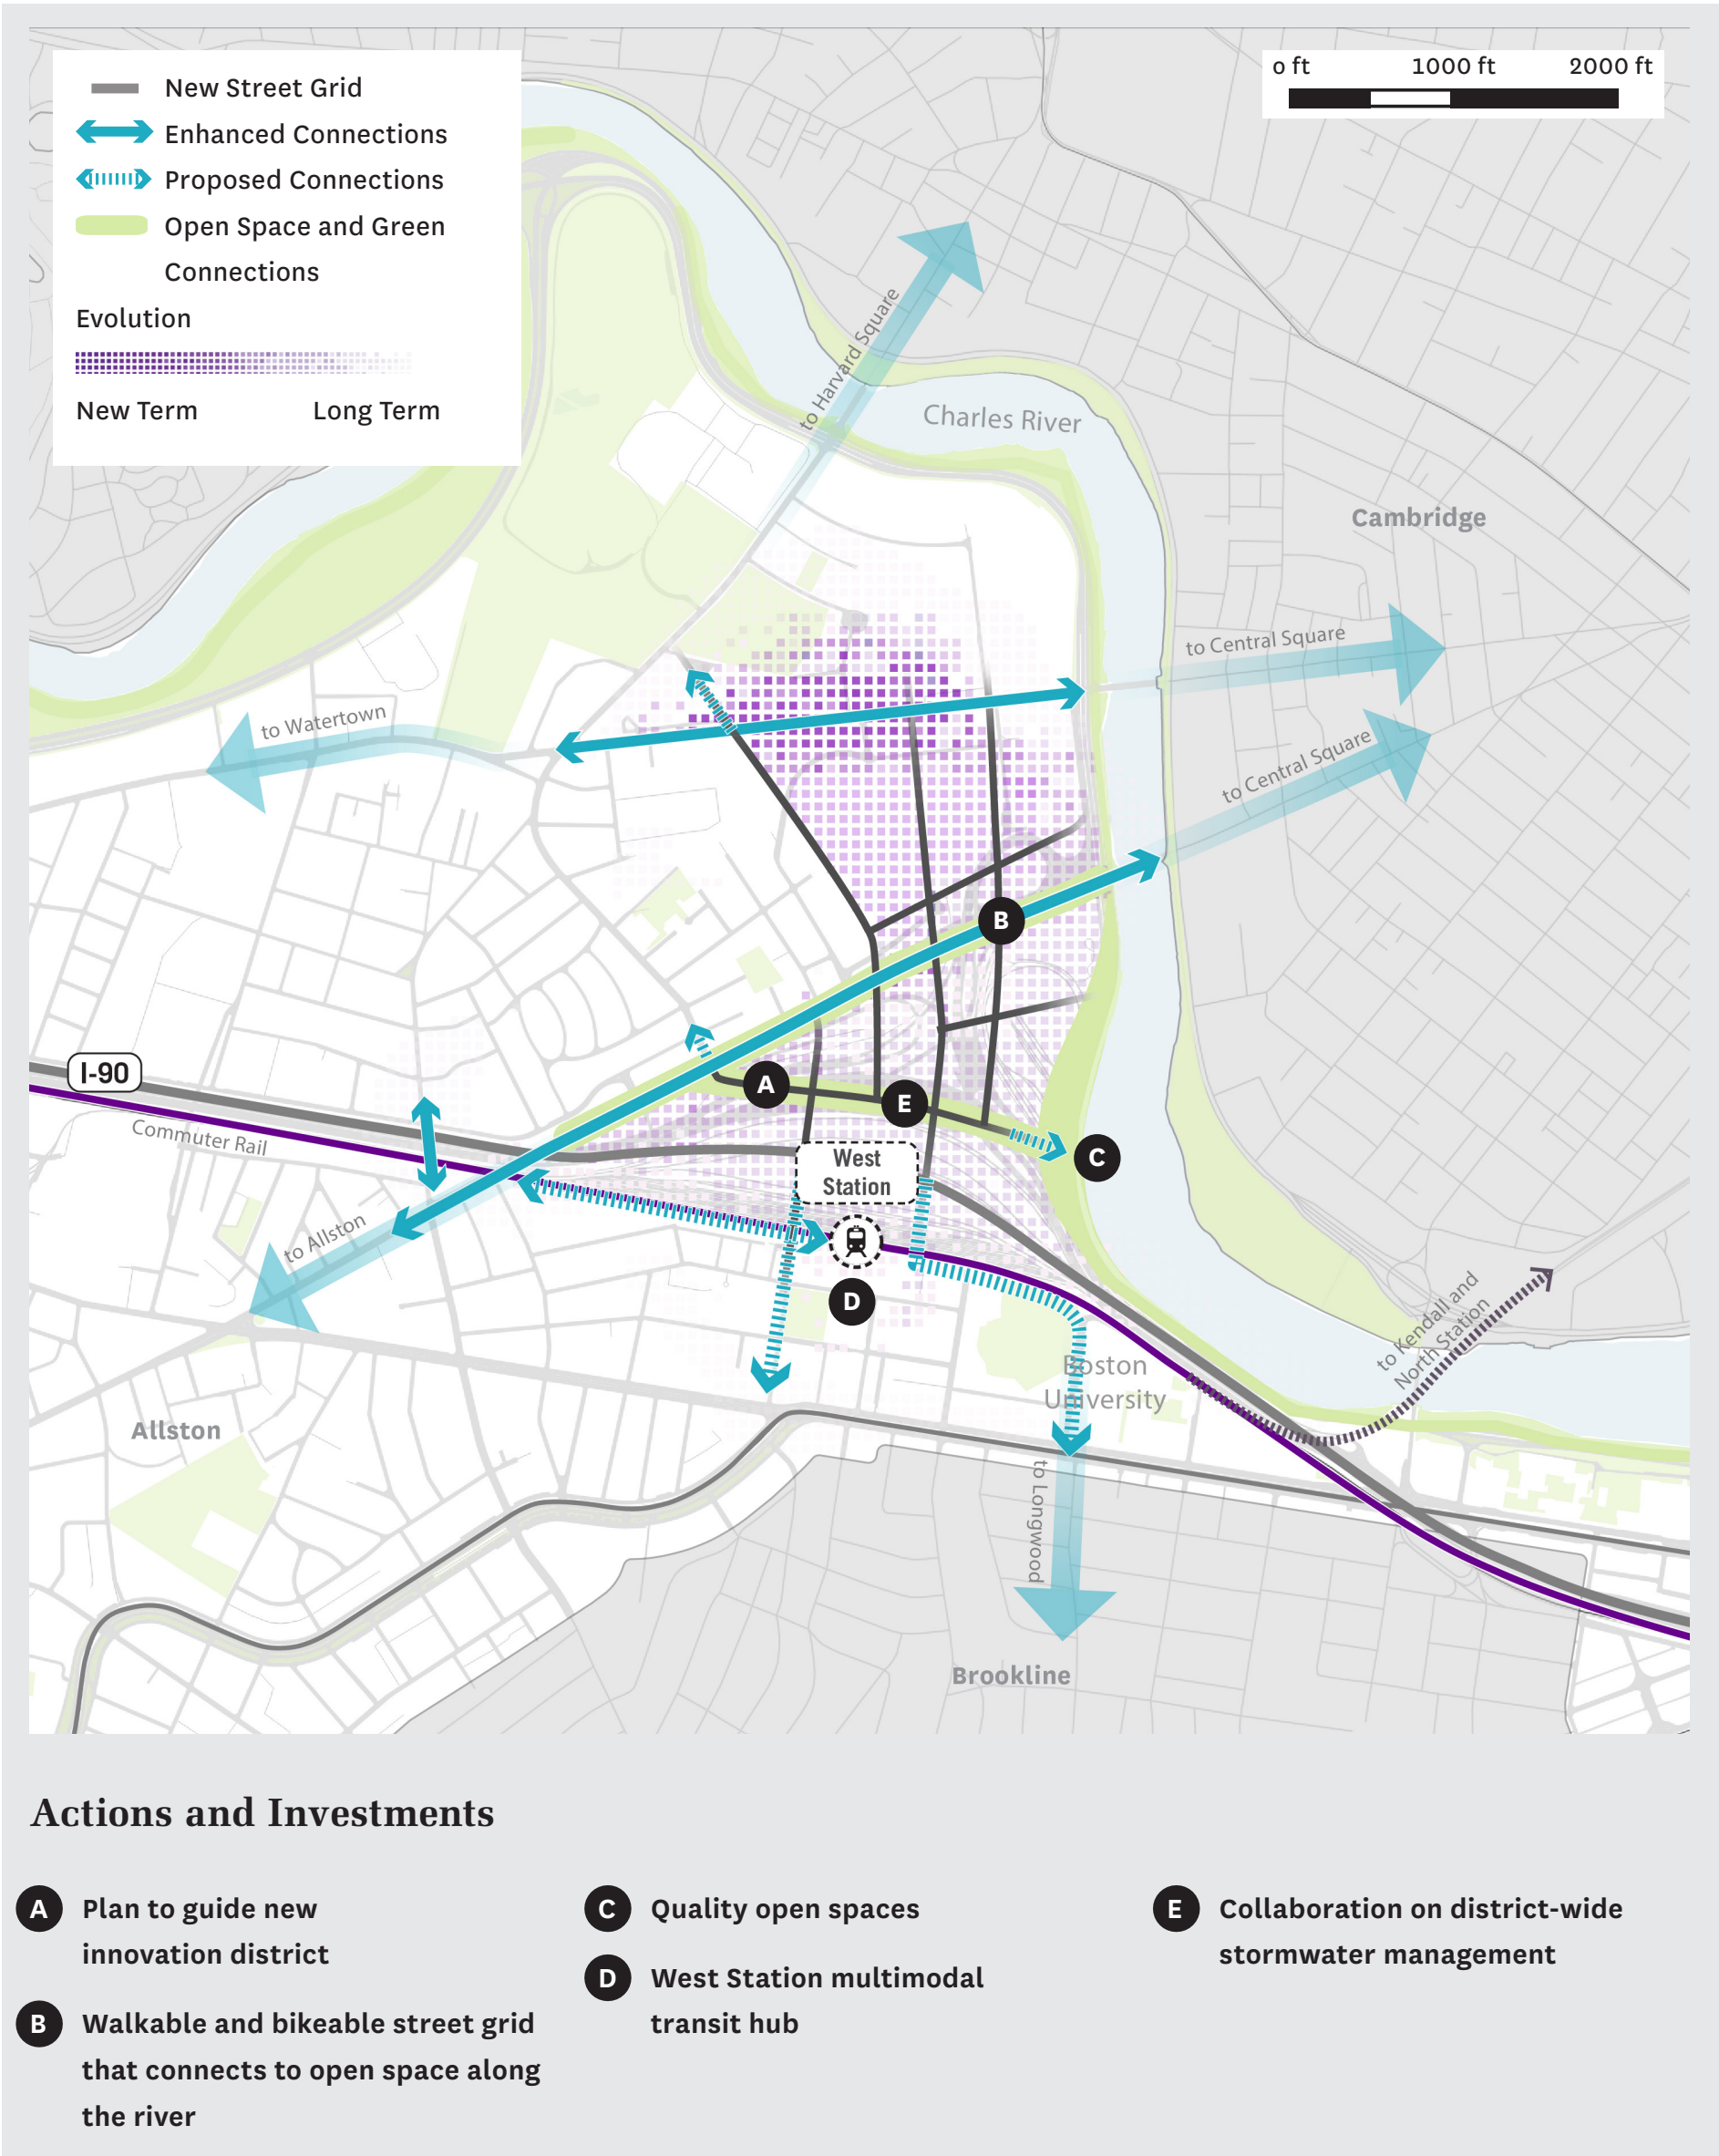 New Street Grid
Enhanced Connections
Proposed Connections
Open Space and Green
Connections
Evolution
New Term Long Term
0 ft 1000 ft 2000 ft
to Harvard Square
Charles River
Cambridge
to Central Square
to Watertown
to Central Square
B
I-90
A
E
Commuter Rail
C
West
Station
to Allston
D
to Kendall and
North Station
Boston
University
Allston
to Longwood
Brookline
Actions and Investments
A Plan to guide new
innovation district
B Walkable and bikeable street grid
that connects to open space along
the river
C Quality open spaces
D West Station multimodal
transit hub
E Collaboration on district-wide
stormwater management